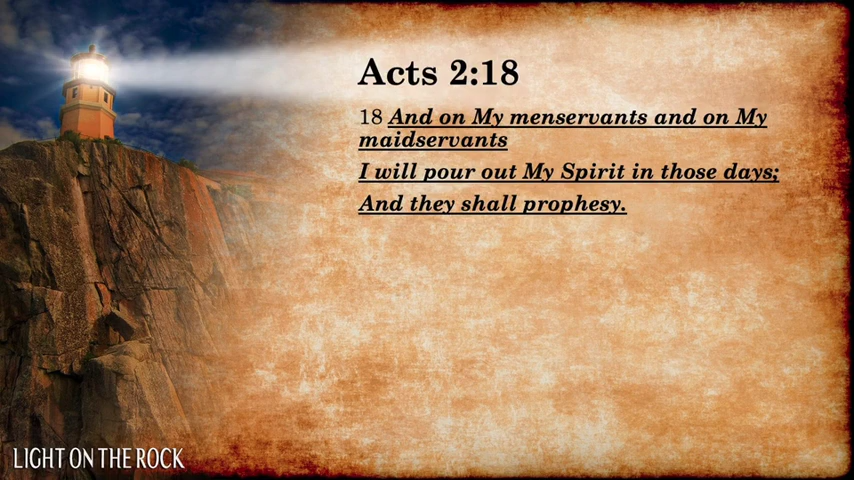 Acts 2:18
18 And on My menservants and on My
maidservants
I will pour out My Spirit in those days;
And they shall prophesy.
LIGHT ON THE ROCK